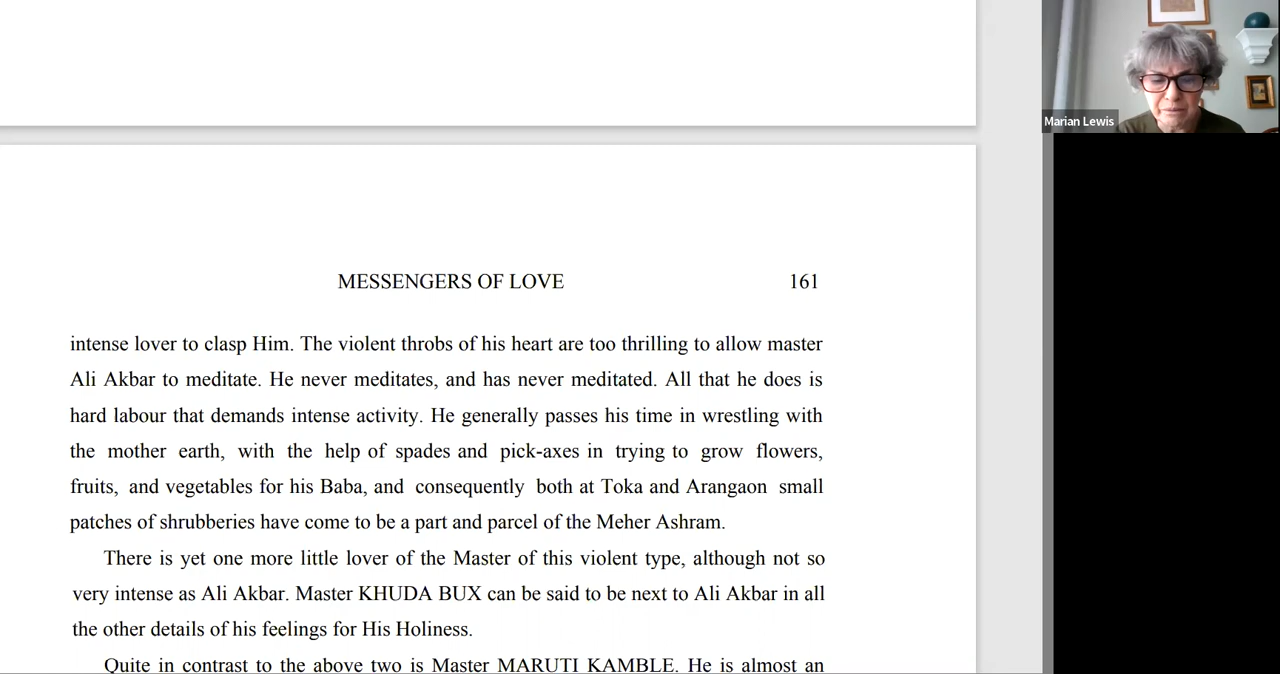 Marian Lewis
MESSENGERS OF LOVE 161
intense lover to clasp Him. The violent throbs of his heart are too thrilling to allow master
Ali Akbar to meditate. He never meditates, and has never meditated. All that he does is
hard labour that demands intense activity. He generally passes his time in wrestling with
the mother earth, with the help of spades and pick-axes in trying to grow flowers,
fruits, and vegetables for his Baba, and consequently both at Toka and Arangaon small
patches of shrubberies have come to be a part and parcel of the Meher Ashram.
There is yet one more little lover of the Master of this violent type, although not so
very intense as Ali Akbar. Master KHUDA BUX can be said to be next to Ali Akbar in all
the other details of his feelings for His Holiness.
Quite in contrast to the above two is Master MARUTI KAMBLE. He is almost an